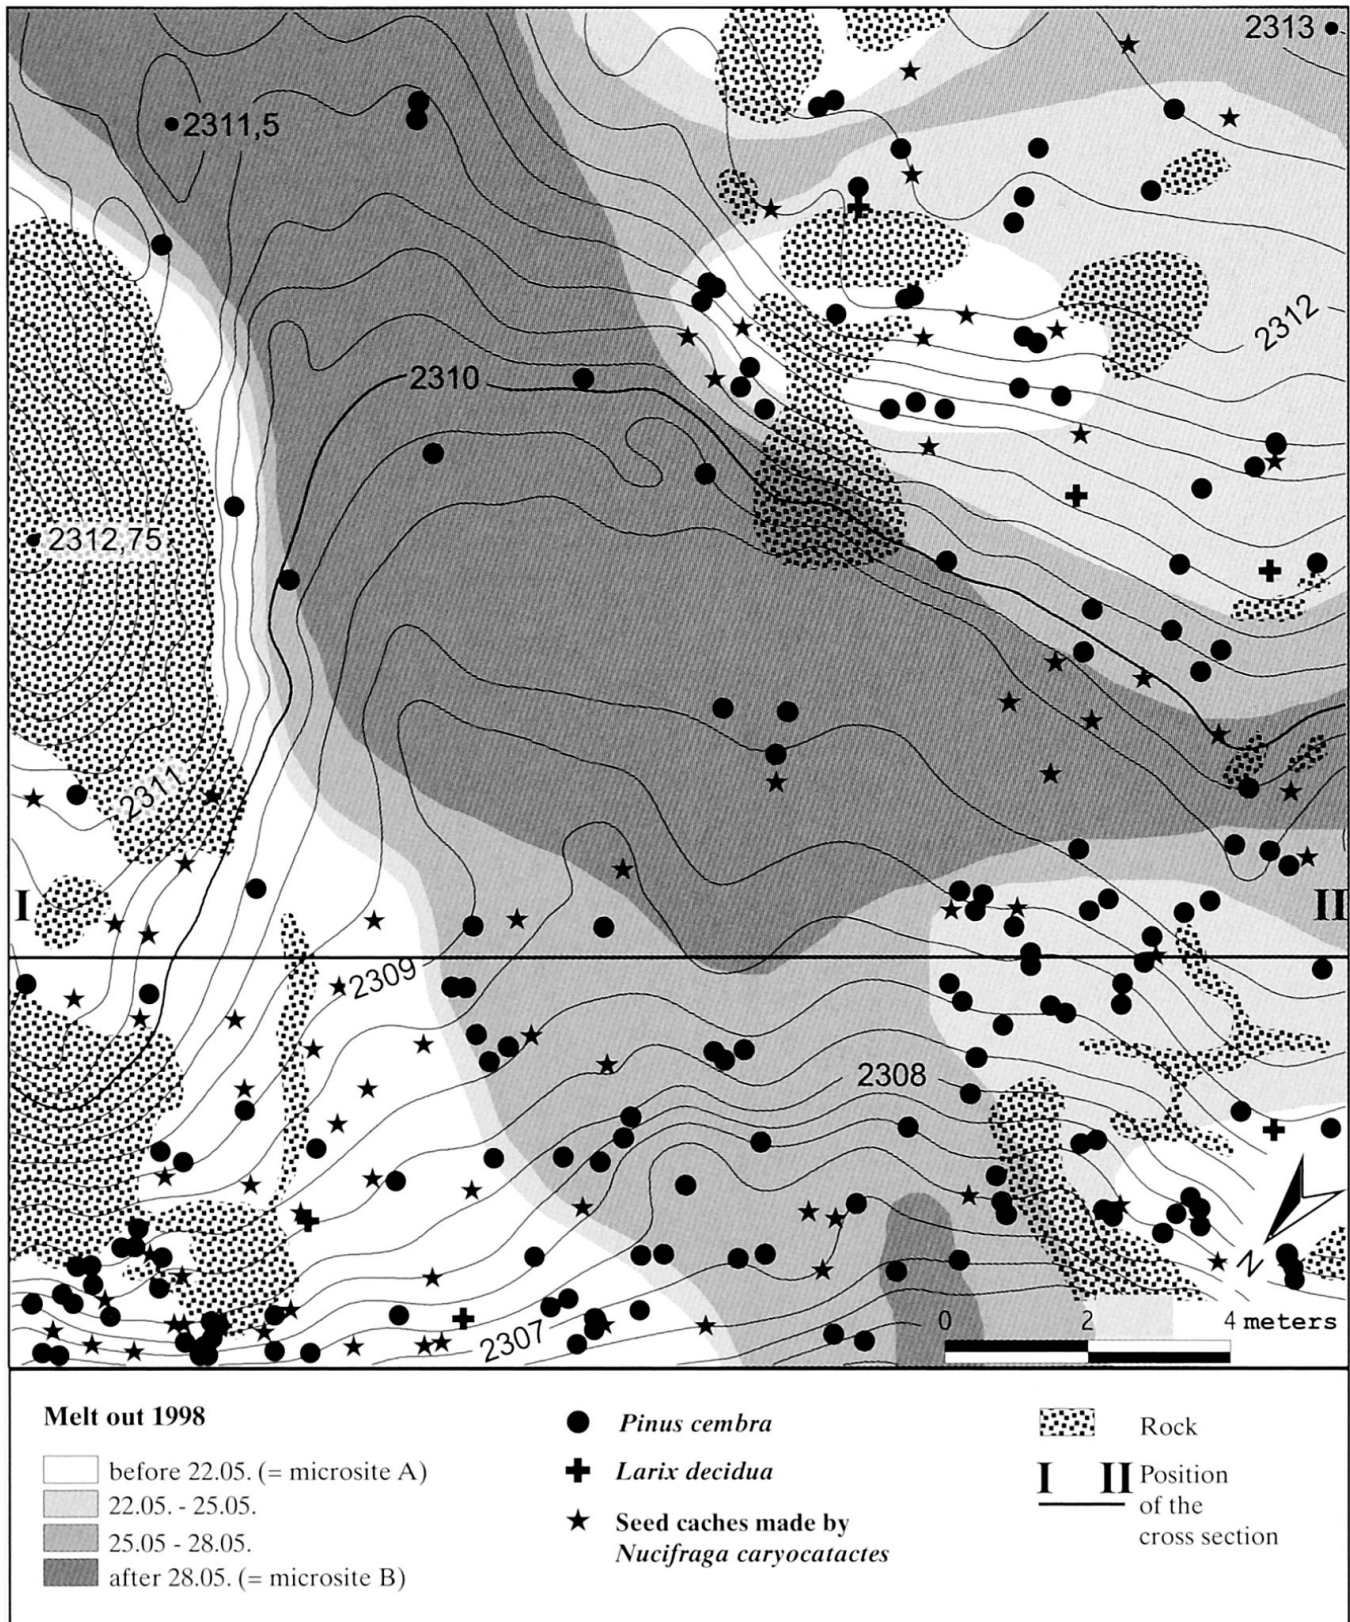 2313
2311,5
2312
2310
2312,75
2311
I
II
2309
2308
N
0 2 4 meters
2307
Melt out 1998
before 22.05. (= microsite A)
22.05. - 25.05.
25.05 - 28.05.
after 28.05. (= microsite B)
Pinus cembra
Larix decidua
Seed caches made by
Nucifraga caryocatactes
Rock
I II Position
of the
cross section